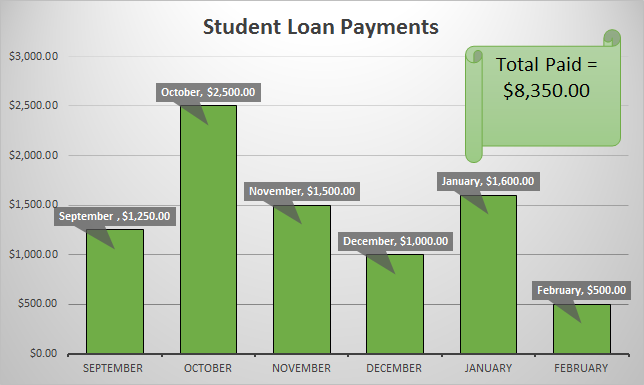 Student Loan Payments
Total Paid =
$8,350.00
$3,000.00
$2,500.00
$2,000.00
$1,500.00
$1,000.00
$500.00
$0.00
September , $1,250.00
October, $2,500.00
November, $1,500.00
December, $1,000.00
January, $1,600.00
February, $500.00
SEPTEMBER
OCTOBER
NOVEMBER
DECEMBER
JANUARY
FEBRUARY